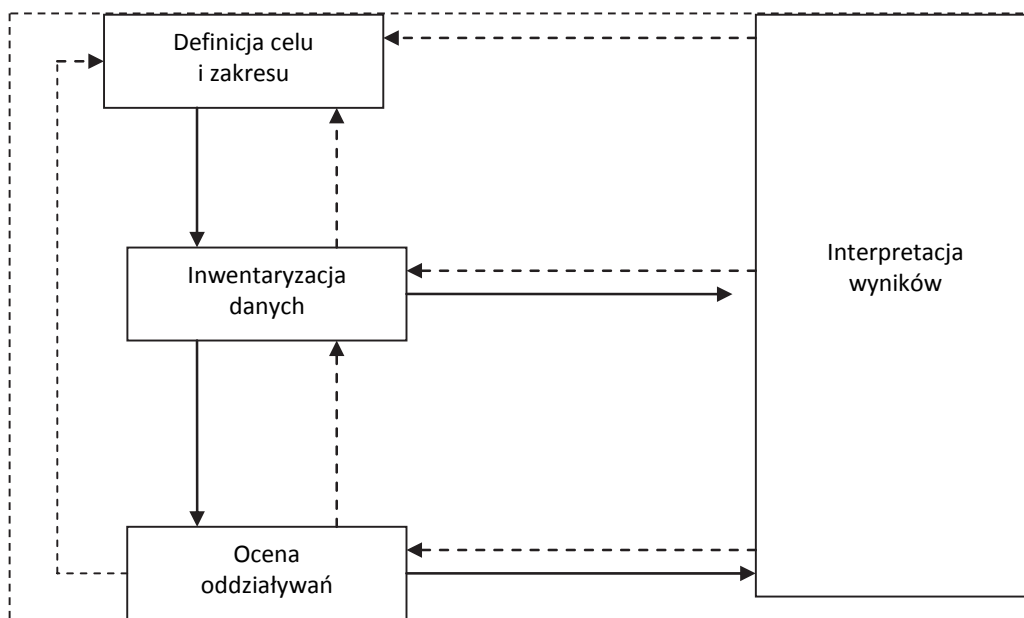 Definicja celu
i zakresu
Inwentaryzacja
danych
Interpretacja
wyników
Ocena
oddziaływań